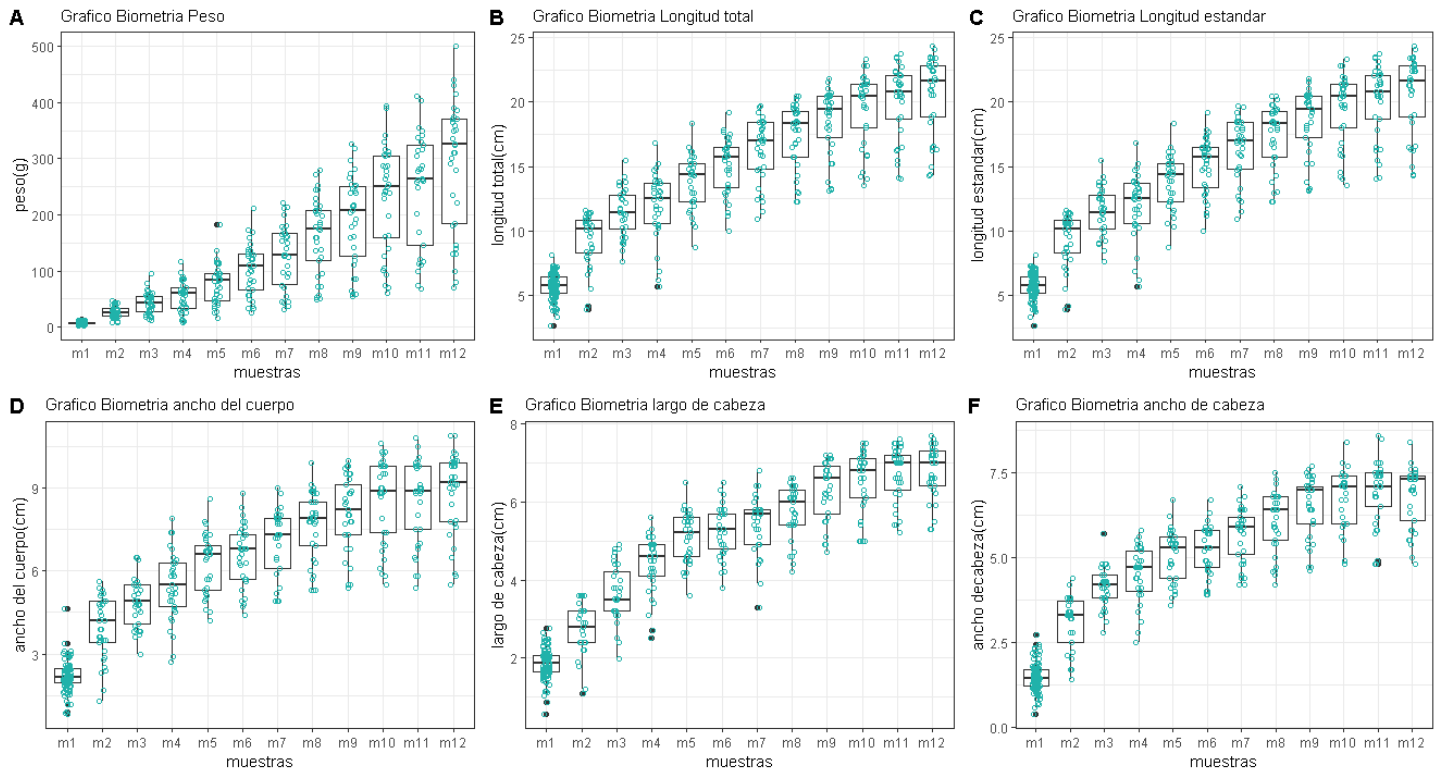 A Grafico Biometria Peso
peso(g)
500
400
300
200
100
0
m1 m2 m3 m4 m5 m6 m7 m8 m9 m10 m11 m12
muestras
B Grafico Biometria Longitud total
longitud total(cm)
25
20
15
10
5
m1 m2 m3 m4 m5 m6 m7 m8 m9 m10 m11 m12
muestras
C Grafico Biometria Longitud estandar
longitud estandar(cm)
25
20
15
10
5
m1 m2 m3 m4 m5 m6 m7 m8 m9 m10 m11 m12
muestras
D Grafico Biometria ancho del cuerpo
ancho del cuerpo(cm)
9
6
3
m1 m2 m3 m4 m5 m6 m7 m8 m9 m10 m11 m12
muestras
E Grafico Biometria largo de cabeza
largo de cabeza(cm)
8
6
4
2
m1 m2 m3 m4 m5 m6 m7 m8 m9 m10 m11 m12
muestras
F Grafico Biometria ancho de cabeza
ancho decabeza(cm)
7.5
5.0
2.5
0.0
m1 m2 m3 m4 m5 m6 m7 m8 m9 m10 m11 m12
muestras